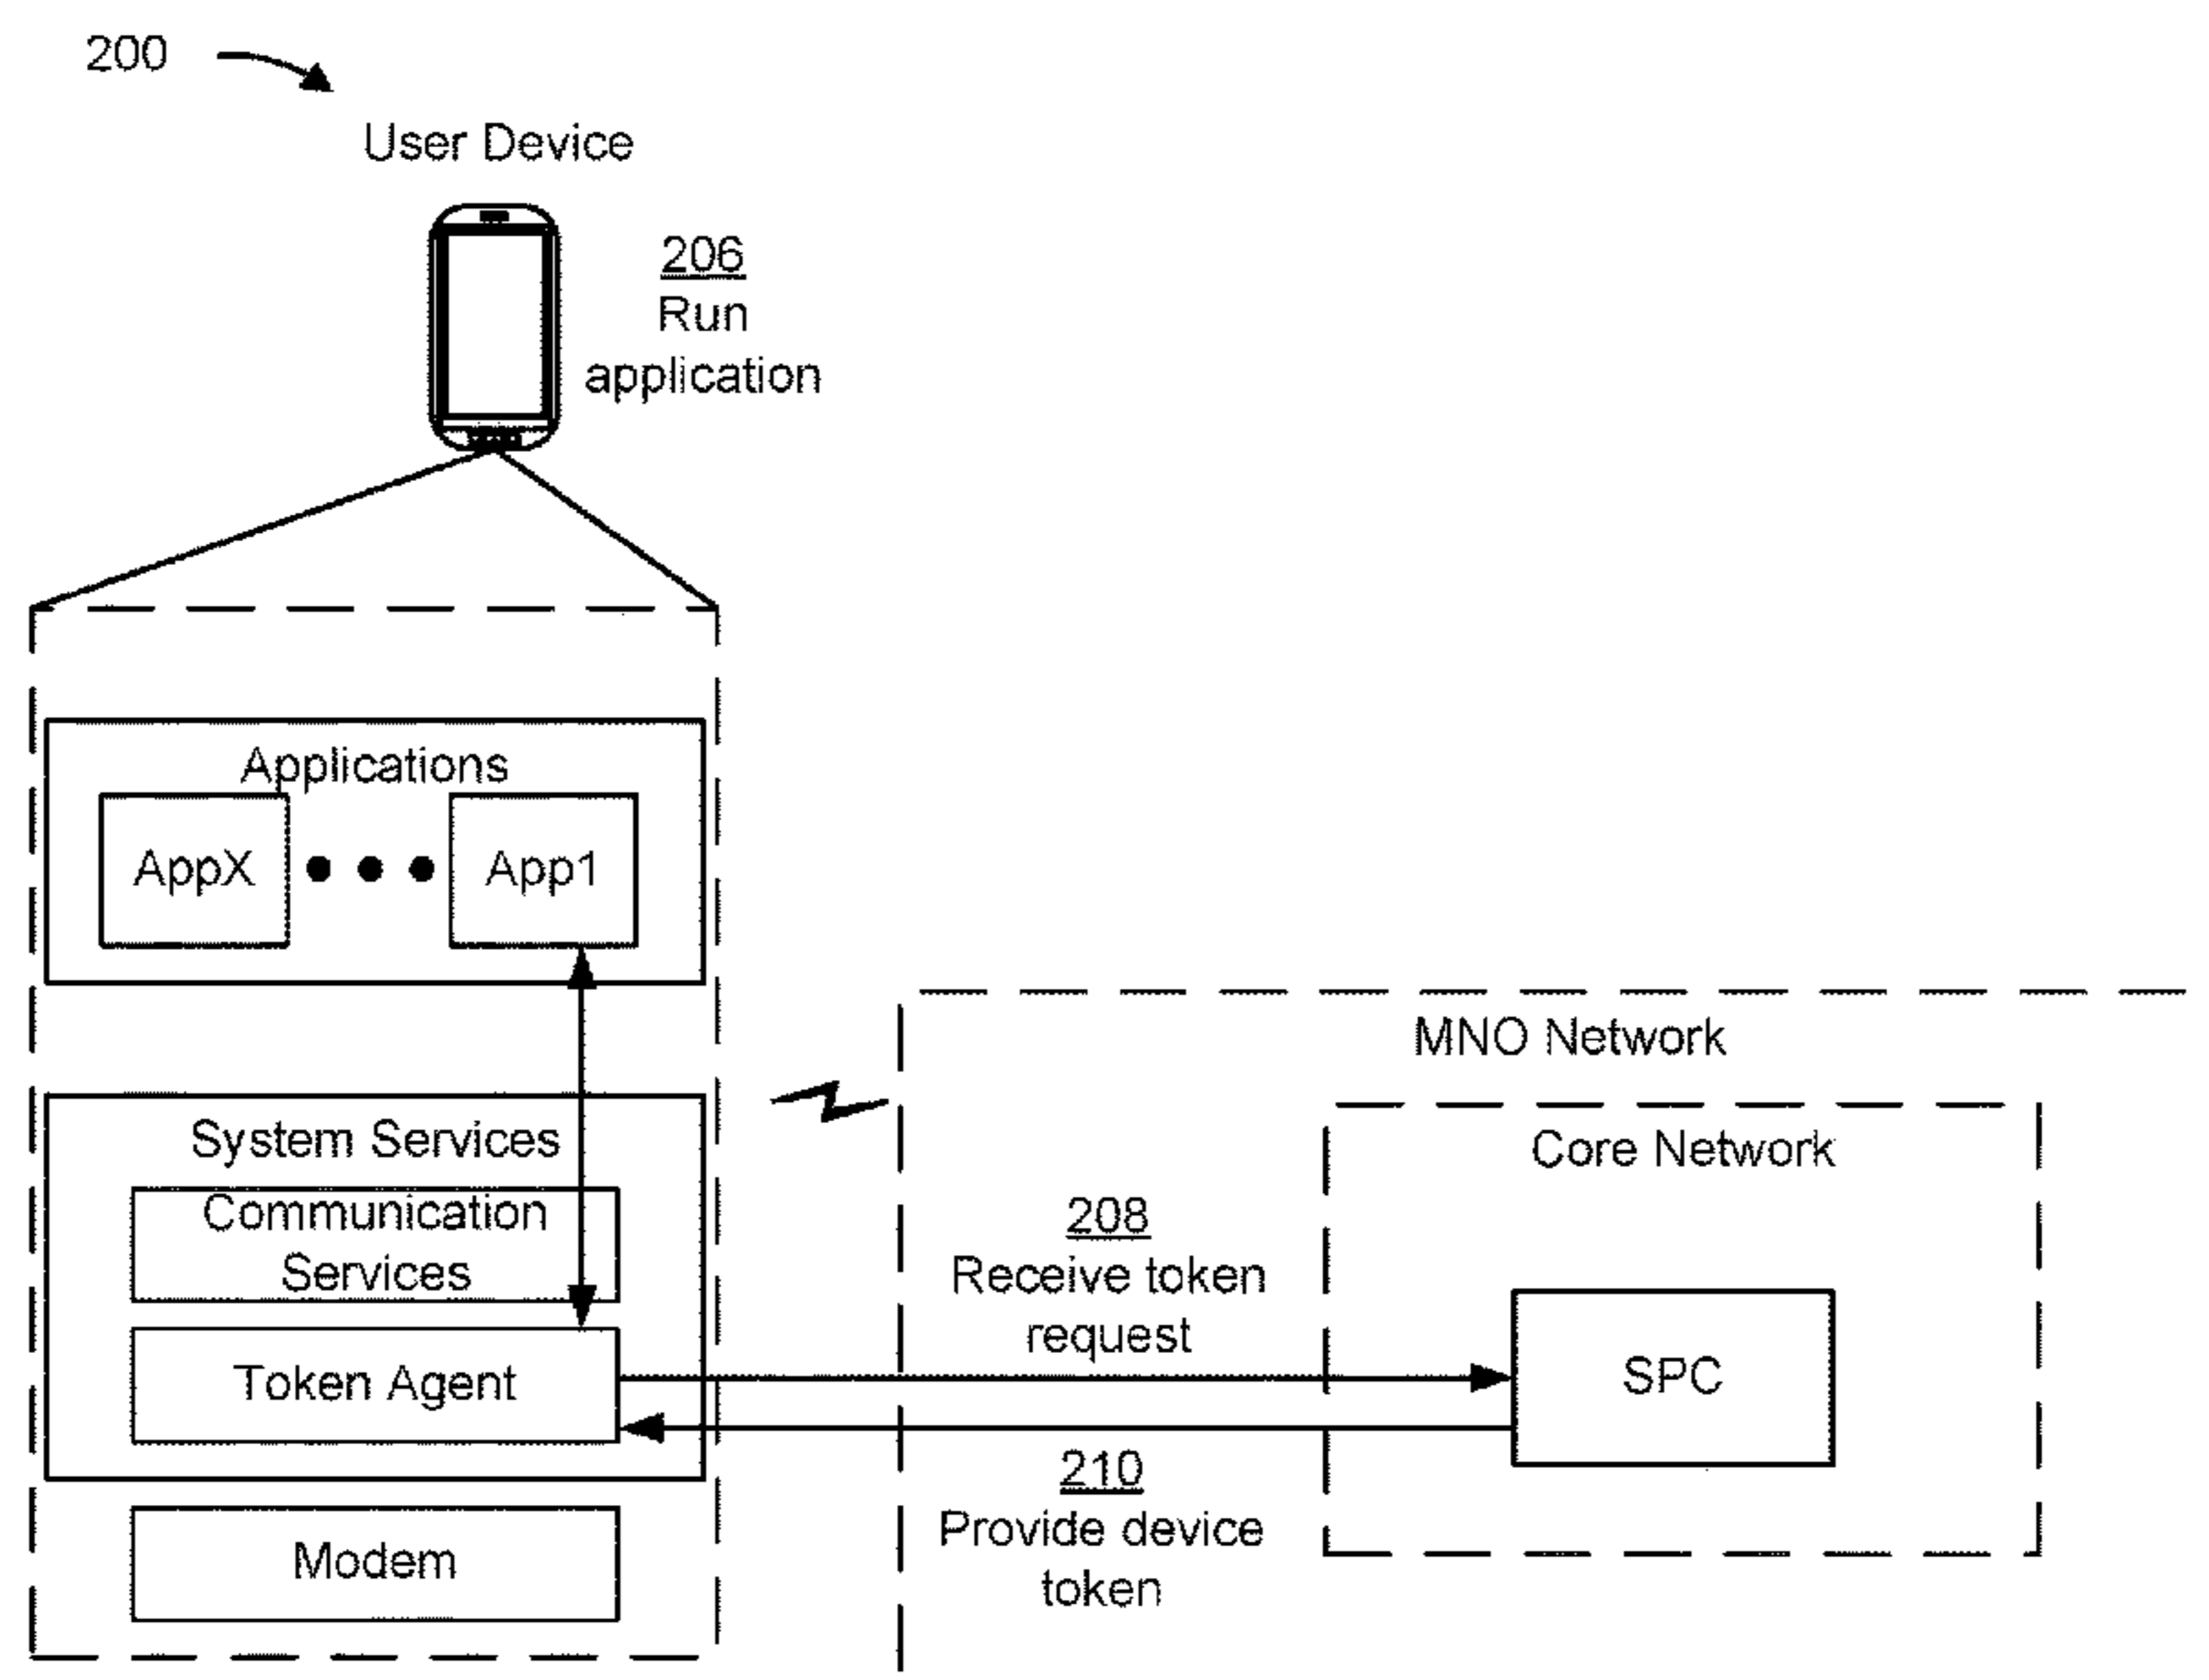 200
User Device
206
Run
application
Applications
AppX
App1
MNO Network
System Services
Core Network
Communication
Services
208
Receive token
request
Token Agent
SPC
210
Provide device
token
Modem